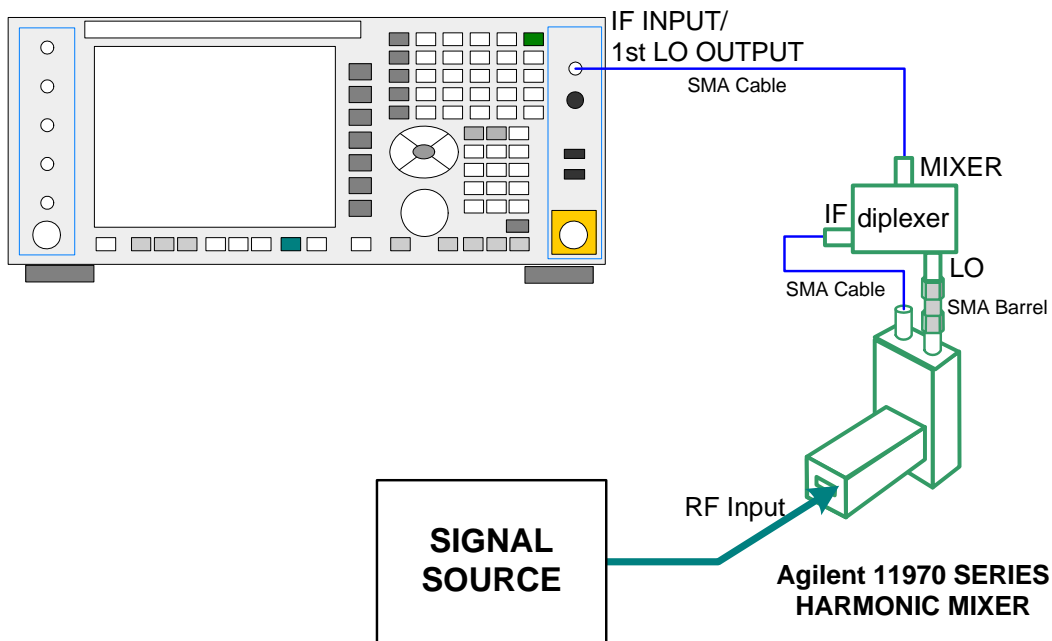 IF INPUT/
1st LO OUTPUT
SMA Cable
MIXER
IF
diplexer
LO
SMA Cable
SMA Barrel
RF Input
SIGNAL
SOURCE
Agilent 11970 SERIES
HARMONIC MIXER